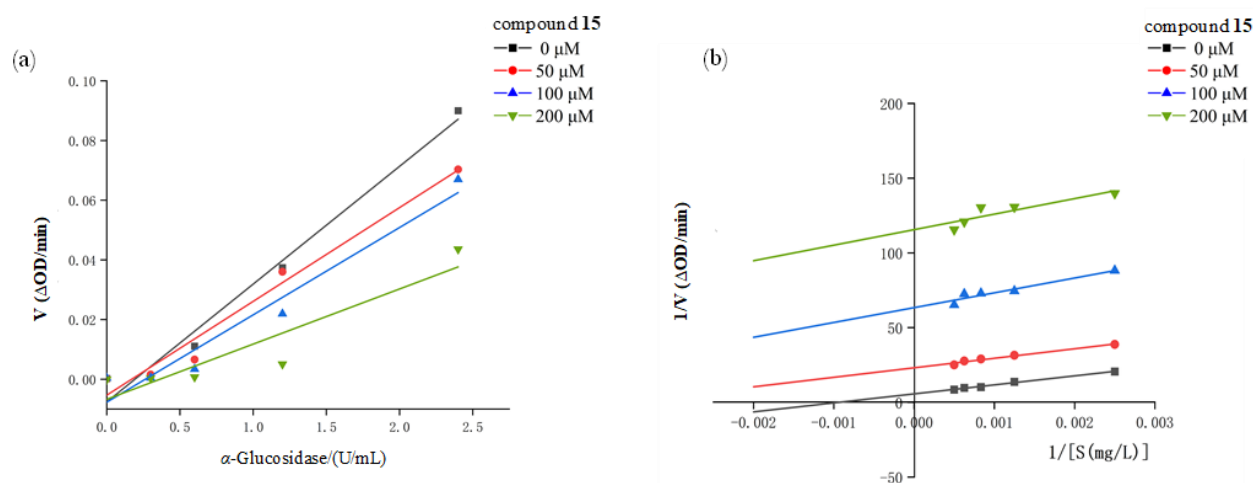 (a)
compound 15
0 μM
50 μM
100 μM
200 μM
V (ΔOD/min)
0.10
0.08
0.06
0.04
0.02
0.00
0.0 0.5 1.0 1.5 2.0 2.5
α-Glucosidase/(U/mL)
(b)
compound 15
0 μM
50 μM
100 μM
200 μM
1/V (ΔOD/min)
200
150
100
50
0
-50
-0.002 -0.001 0.000 0.001 0.002 0.003
1/[S(mg/L)]